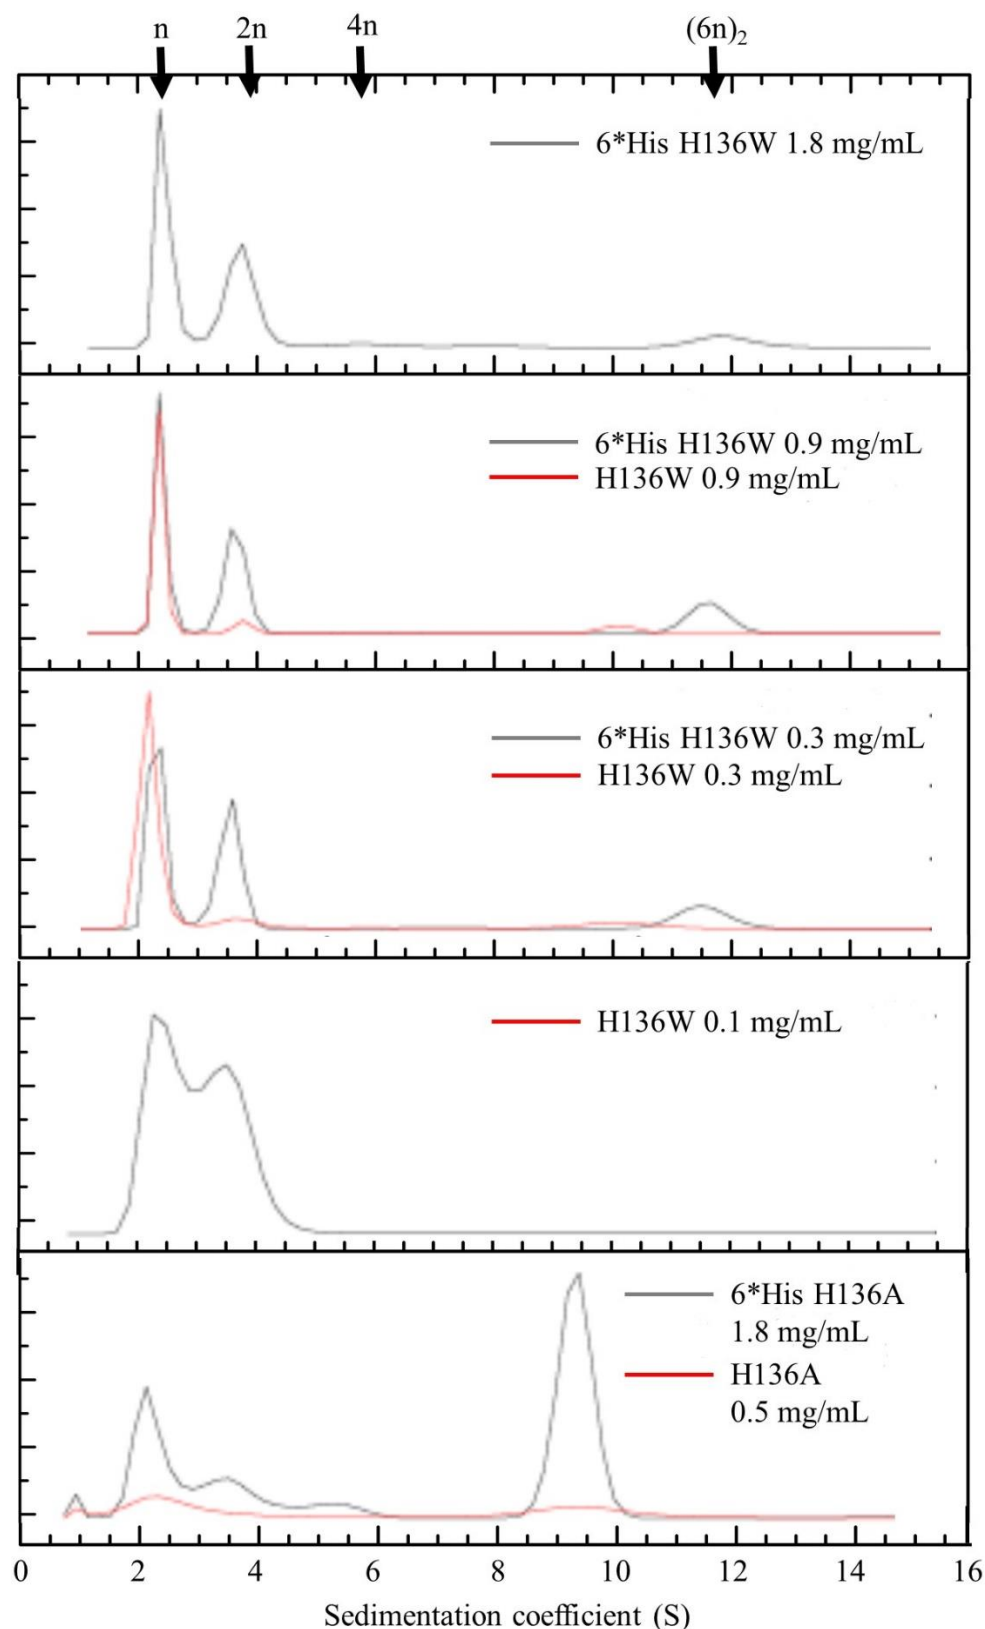 n 2n 4n (6n)₂
6*His H136W 1.8 mg/mL
6*His H136W 0.9 mg/mL
H136W 0.9 mg/mL
6*His H136W 0.3 mg/mL
H136W 0.3 mg/mL
H136W 0.1 mg/mL
6*His H136A
1.8 mg/mL
H136A
0.5 mg/mL
0 2 4 6 8 10 12 14 16
Sedimentation coefficient (S)